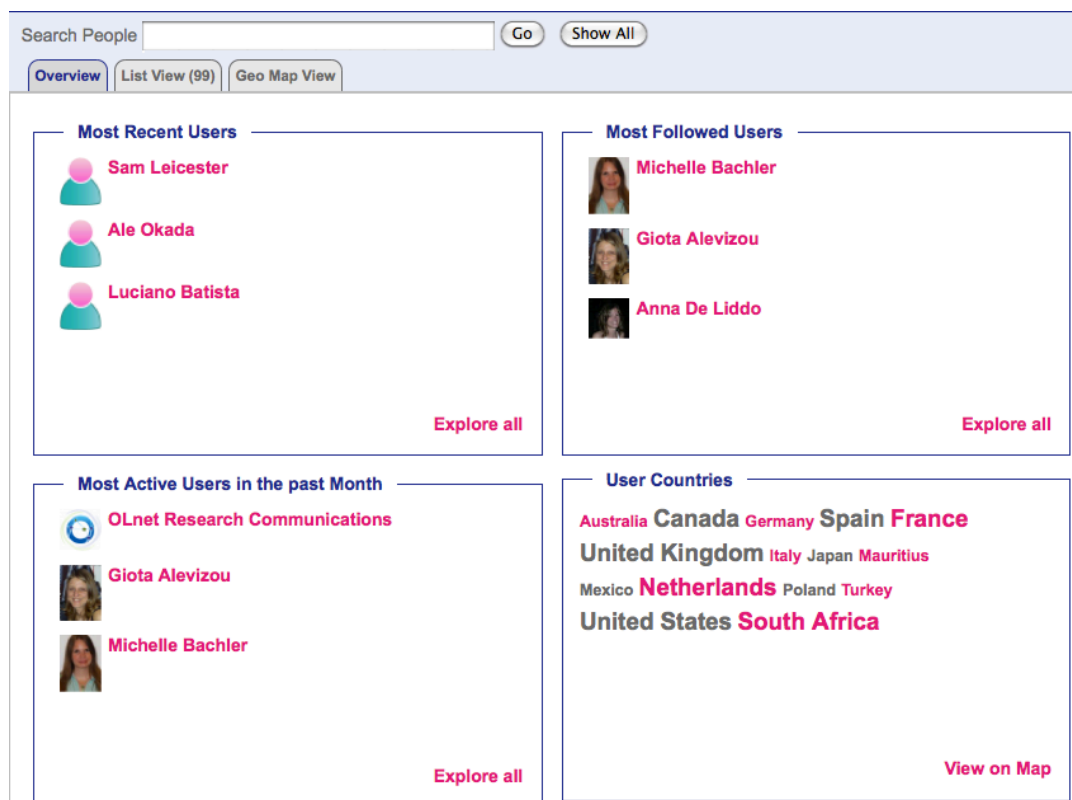 Search People Go Show All
Overview List View (99) Geo Map View
Most Recent Users
Sam Leicester
Ale Okada
Luciano Batista
Explore all
Most Followed Users
Michelle Bachler
Giota Alevizou
Anna De Liddo
Explore all
Most Active Users in the past Month
OLnet Research Communications
Giota Alevizou
Michelle Bachler
Explore all
User Countries
Australia Canada Germany Spain France
United Kingdom Italy Japan Mauritius
Mexico Netherlands Poland Turkey
United States South Africa
View on Map